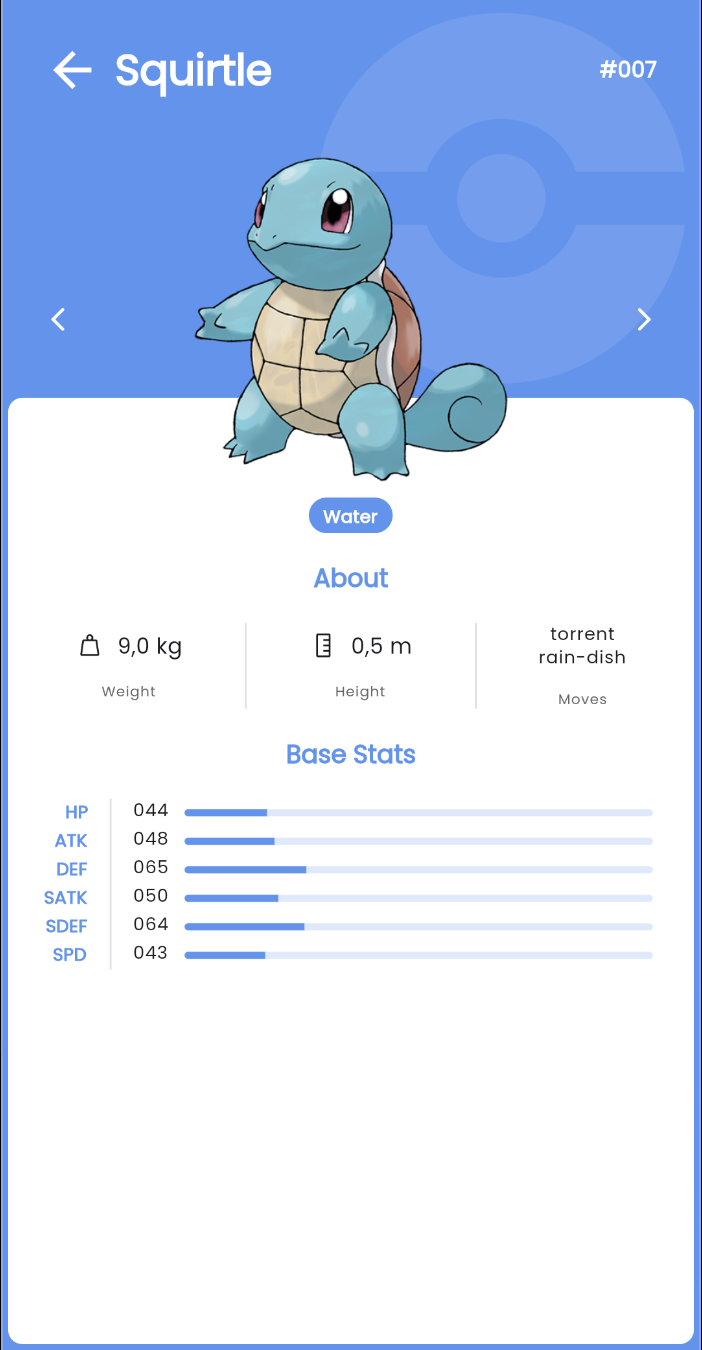 Squirtle
#007
Water
About
9,0 kg
0,5 m
torrent
rain-dish
Weight
Height
Moves
Base Stats
HP 044
ATK 048
DEF 065
SATK 050
SDEF 064
SPD 043